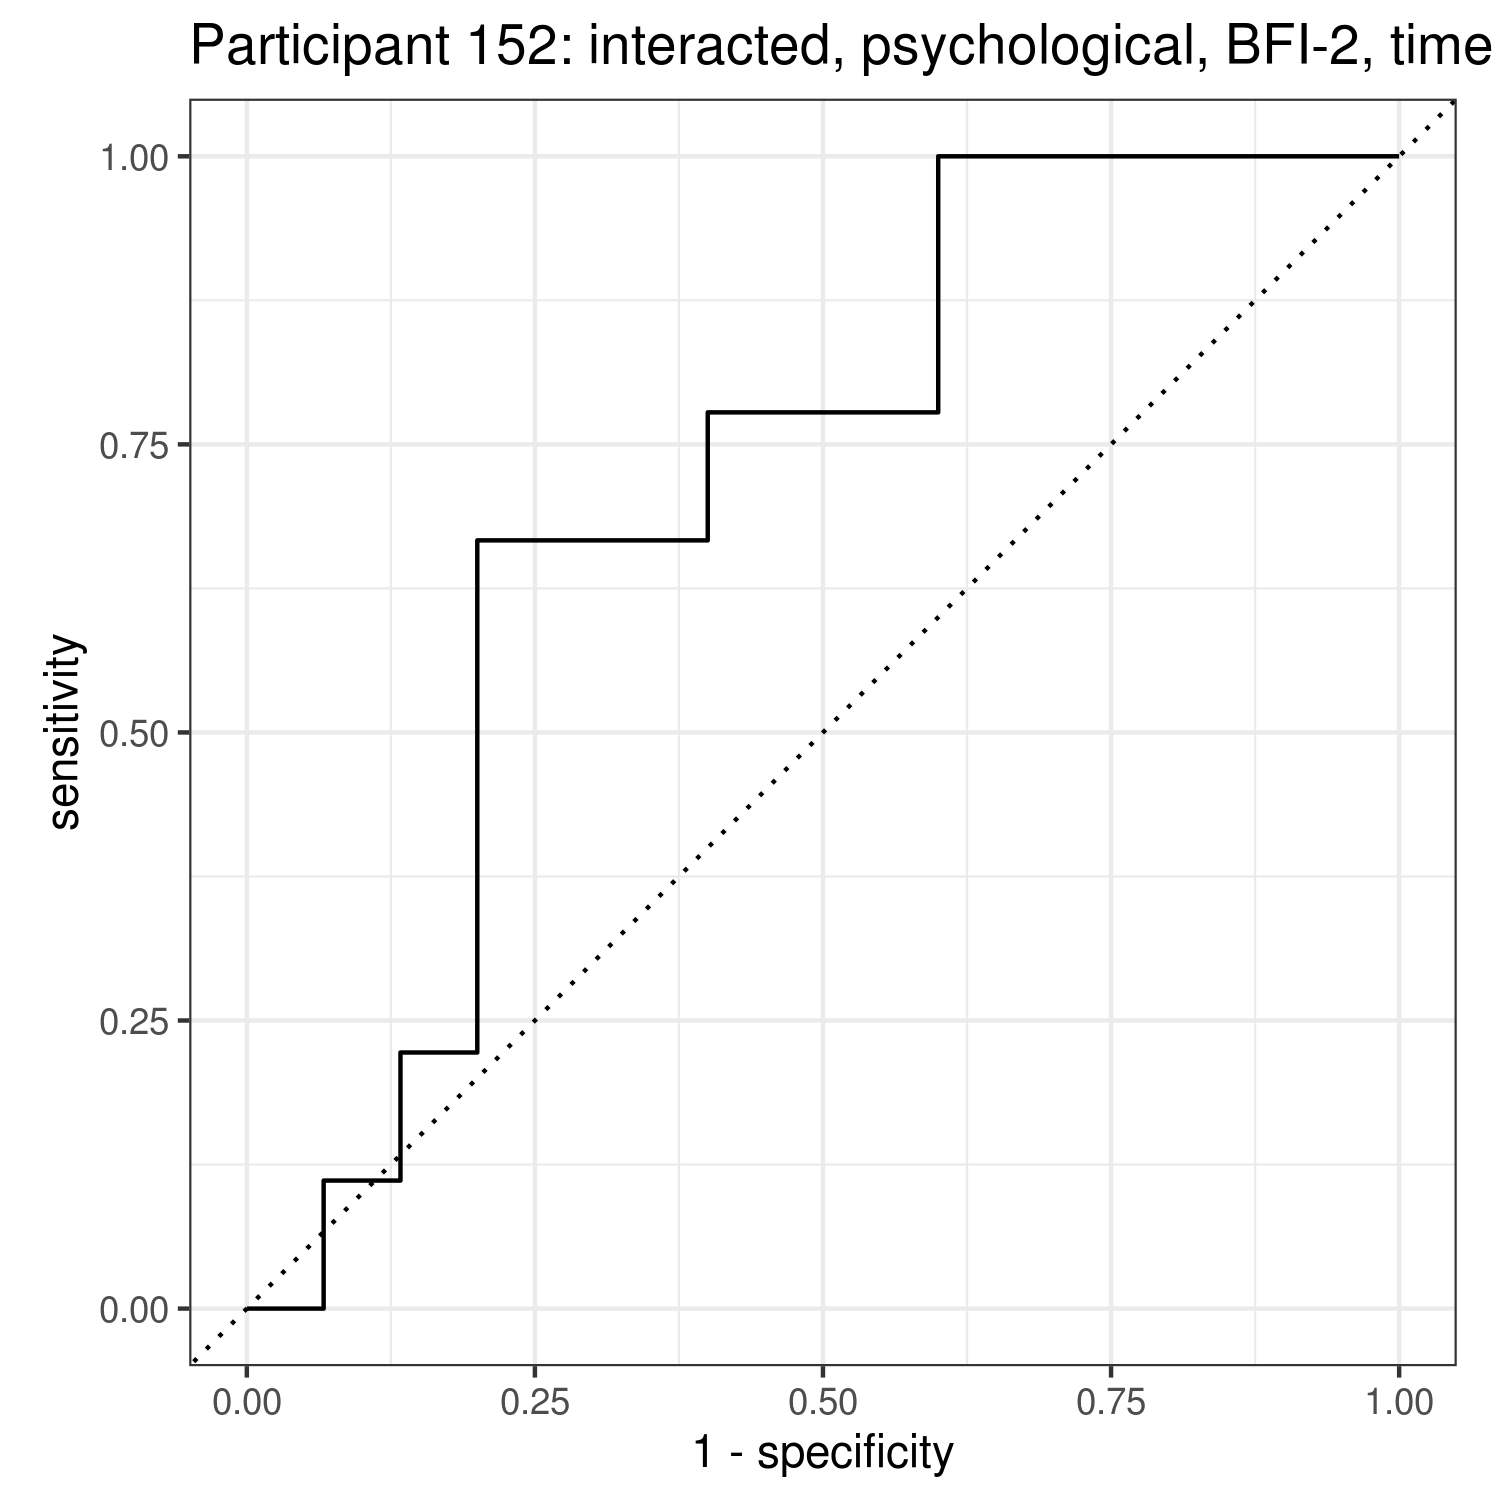 Participant 152: interacted, psychological, BFI-2, time
1.00
0.75
0.50
0.25
0.00
sensitivity
0.00 0.25 0.50 0.75 1.00
1 - specificity